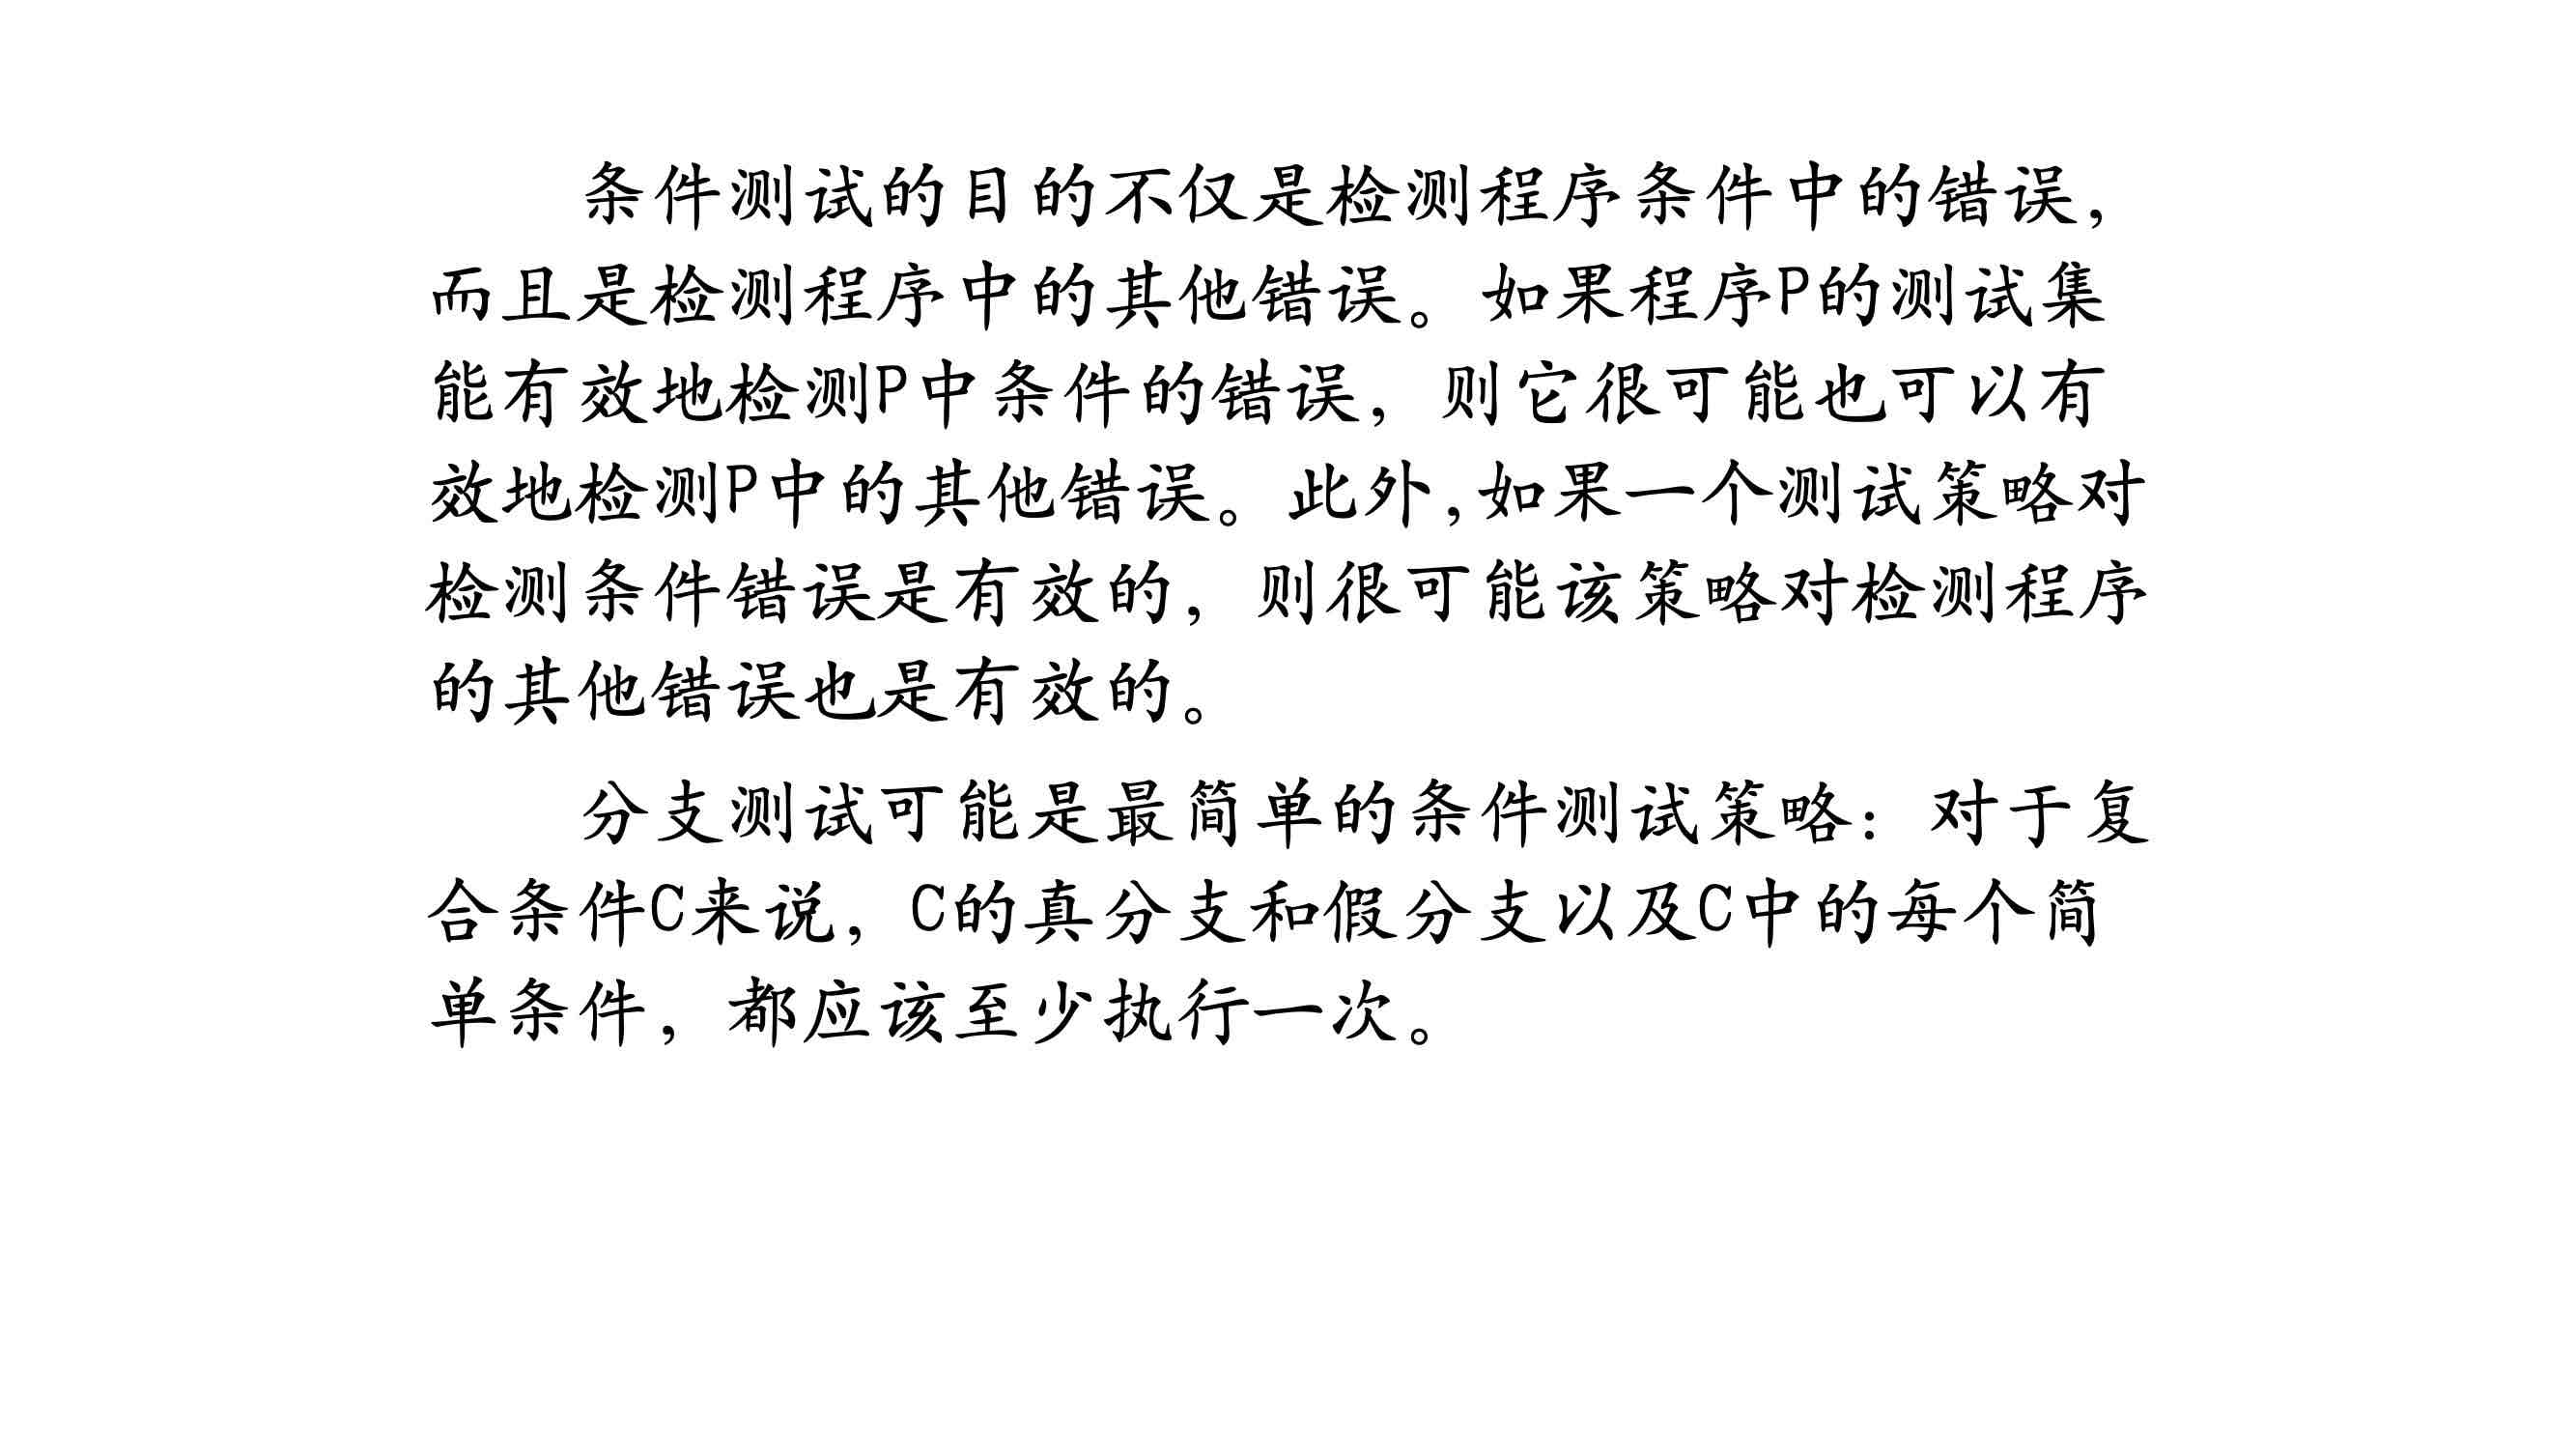 条件测试的目的不仅是检测程序条件中的错误，
而且是检测程序中的其他错误。如果程序P的测试集
能有效地检测P中条件的错误，则它很可能也可以有
效地检测P中的其他错误。此外,如果一个测试策略对
检测条件错误是有效的，则很可能该策略对检测程序
的其他错误也是有效的。
分支测试可能是最简单的条件测试策略：对于复
合条件C来说，C的真分支和假分支以及C中的每个简
单条件，都应该至少执行一次。